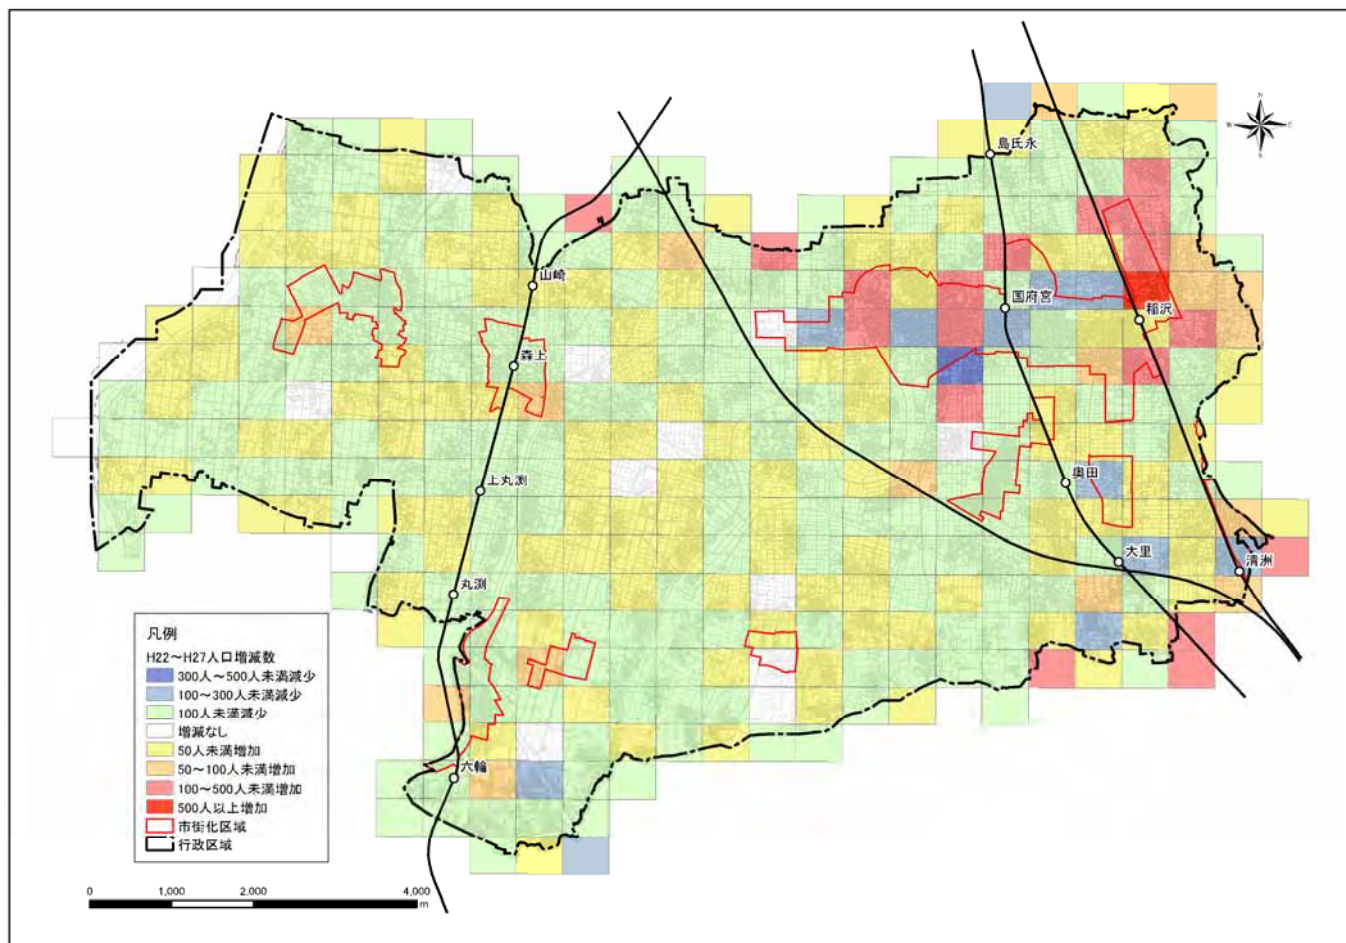 N
W
E
S
島氏永
山崎
国府宮
稲沢
森上
奥田
上丸渕
大里
清洲
丸渕
六輪
凡例
H22～H27人口増減数
300人～500人未満減少
100～300人未満減少
100人未満減少
増減なし
50人未満増加
50～100人未満増加
100～500人未満増加
500人以上増加
市街化区域
行政区域
0 1,000 2,000 4,000
m